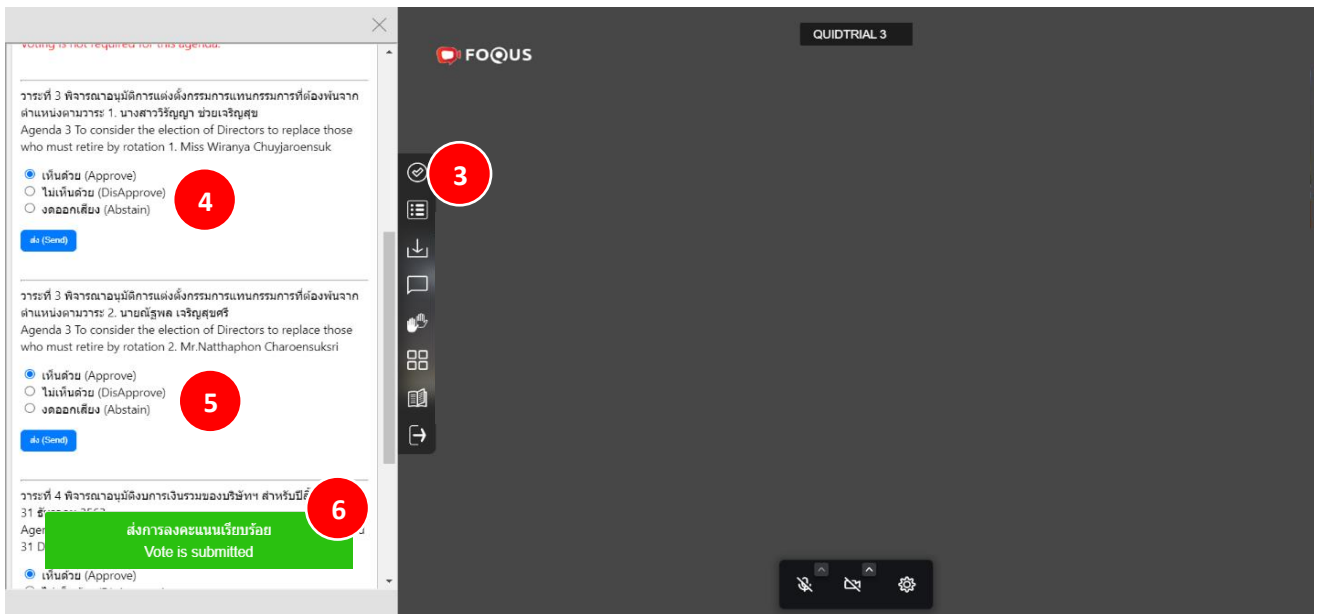 Voting is not required for this agenda.
วาระที่ 3 พิจารณาอนุมัติการแต่งตั้งกรรมการแทนกรรมการที่ต้องพ้นจาก
ตำแหน่งตามวาระ 1. นางสาววิรัญญา ช่วยเจริญสุข
Agenda 3 To consider the election of Directors to replace those
who must retire by rotation 1. Miss Wiranya Chuyjaroensuk
เห็นด้วย (Approve)
ไม่เห็นด้วย (DisApprove)
งดออกเสียง (Abstain)
4
ส่ง (Send)
วาระที่ 3 พิจารณาอนุมัติการแต่งตั้งกรรมการแทนกรรมการที่ต้องพ้นจาก
ตำแหน่งตามวาระ 2. นายณัฐพล เจริญสุขศรี
Agenda 3 To consider the election of Directors to replace those
who must retire by rotation 2. Mr.Natthaphon Charoensuksri
เห็นด้วย (Approve)
ไม่เห็นด้วย (DisApprove)
งดออกเสียง (Abstain)
5
ส่ง (Send)
วาระที่ 4 พิจารณาอนุมัติงบการเงินรวมของบริษัทฯ สำหรับปี
31
6
31 D
ส่งการลงคะแนนเรียบร้อย
Vote is submitted
เห็นด้วย (Approve)
FOQUS
QUIDTRIAL 3
3